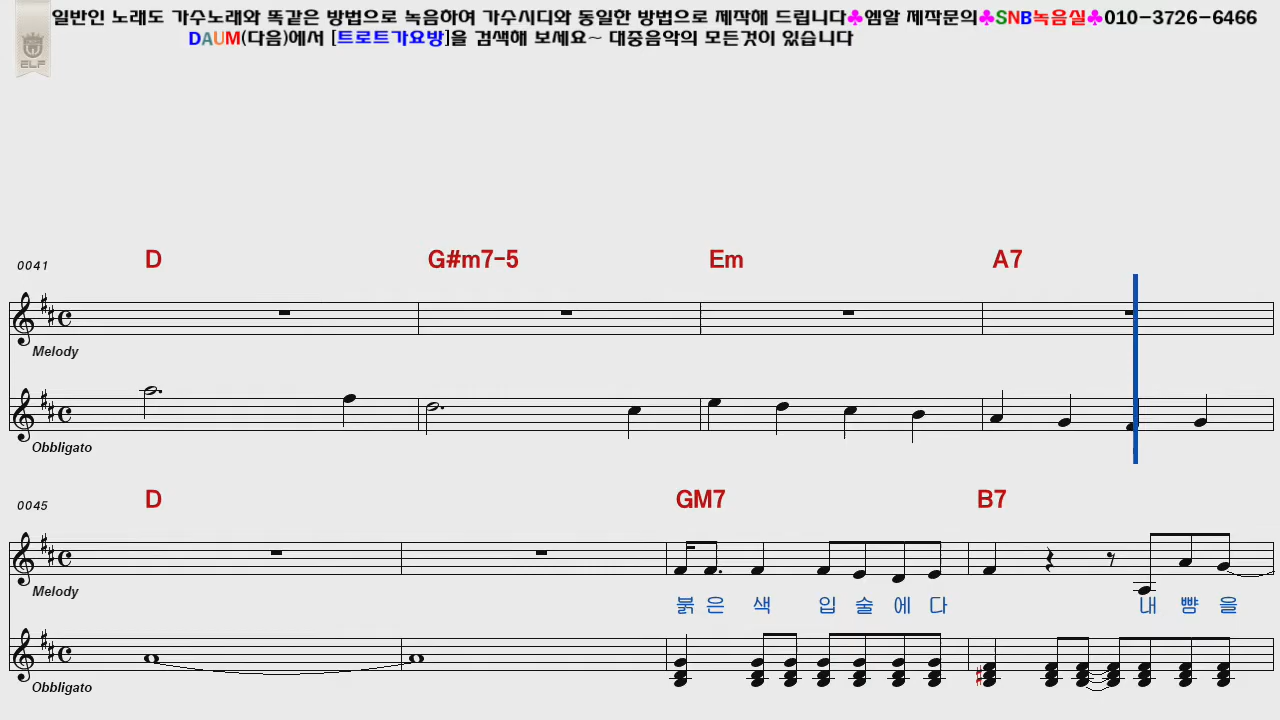 일반인 노래도 가수노래와 똑같은 방법으로 녹음하여 가수시디와 동일한 방법으로 제작해 드립니다♣엠알 제작문의♣SNB녹음실♣010-3726-6466
DAUM(다음)에서 [트로트가요방]을 검색해 보세요~ 대중음악의 모든것이 있습니다
ELF
0041 D G#m7-5 Em A7
Melody
Obbligato
0045 D GM7 B7
Melody 붉은 색 입술에다 내 뺨을
Obbligato